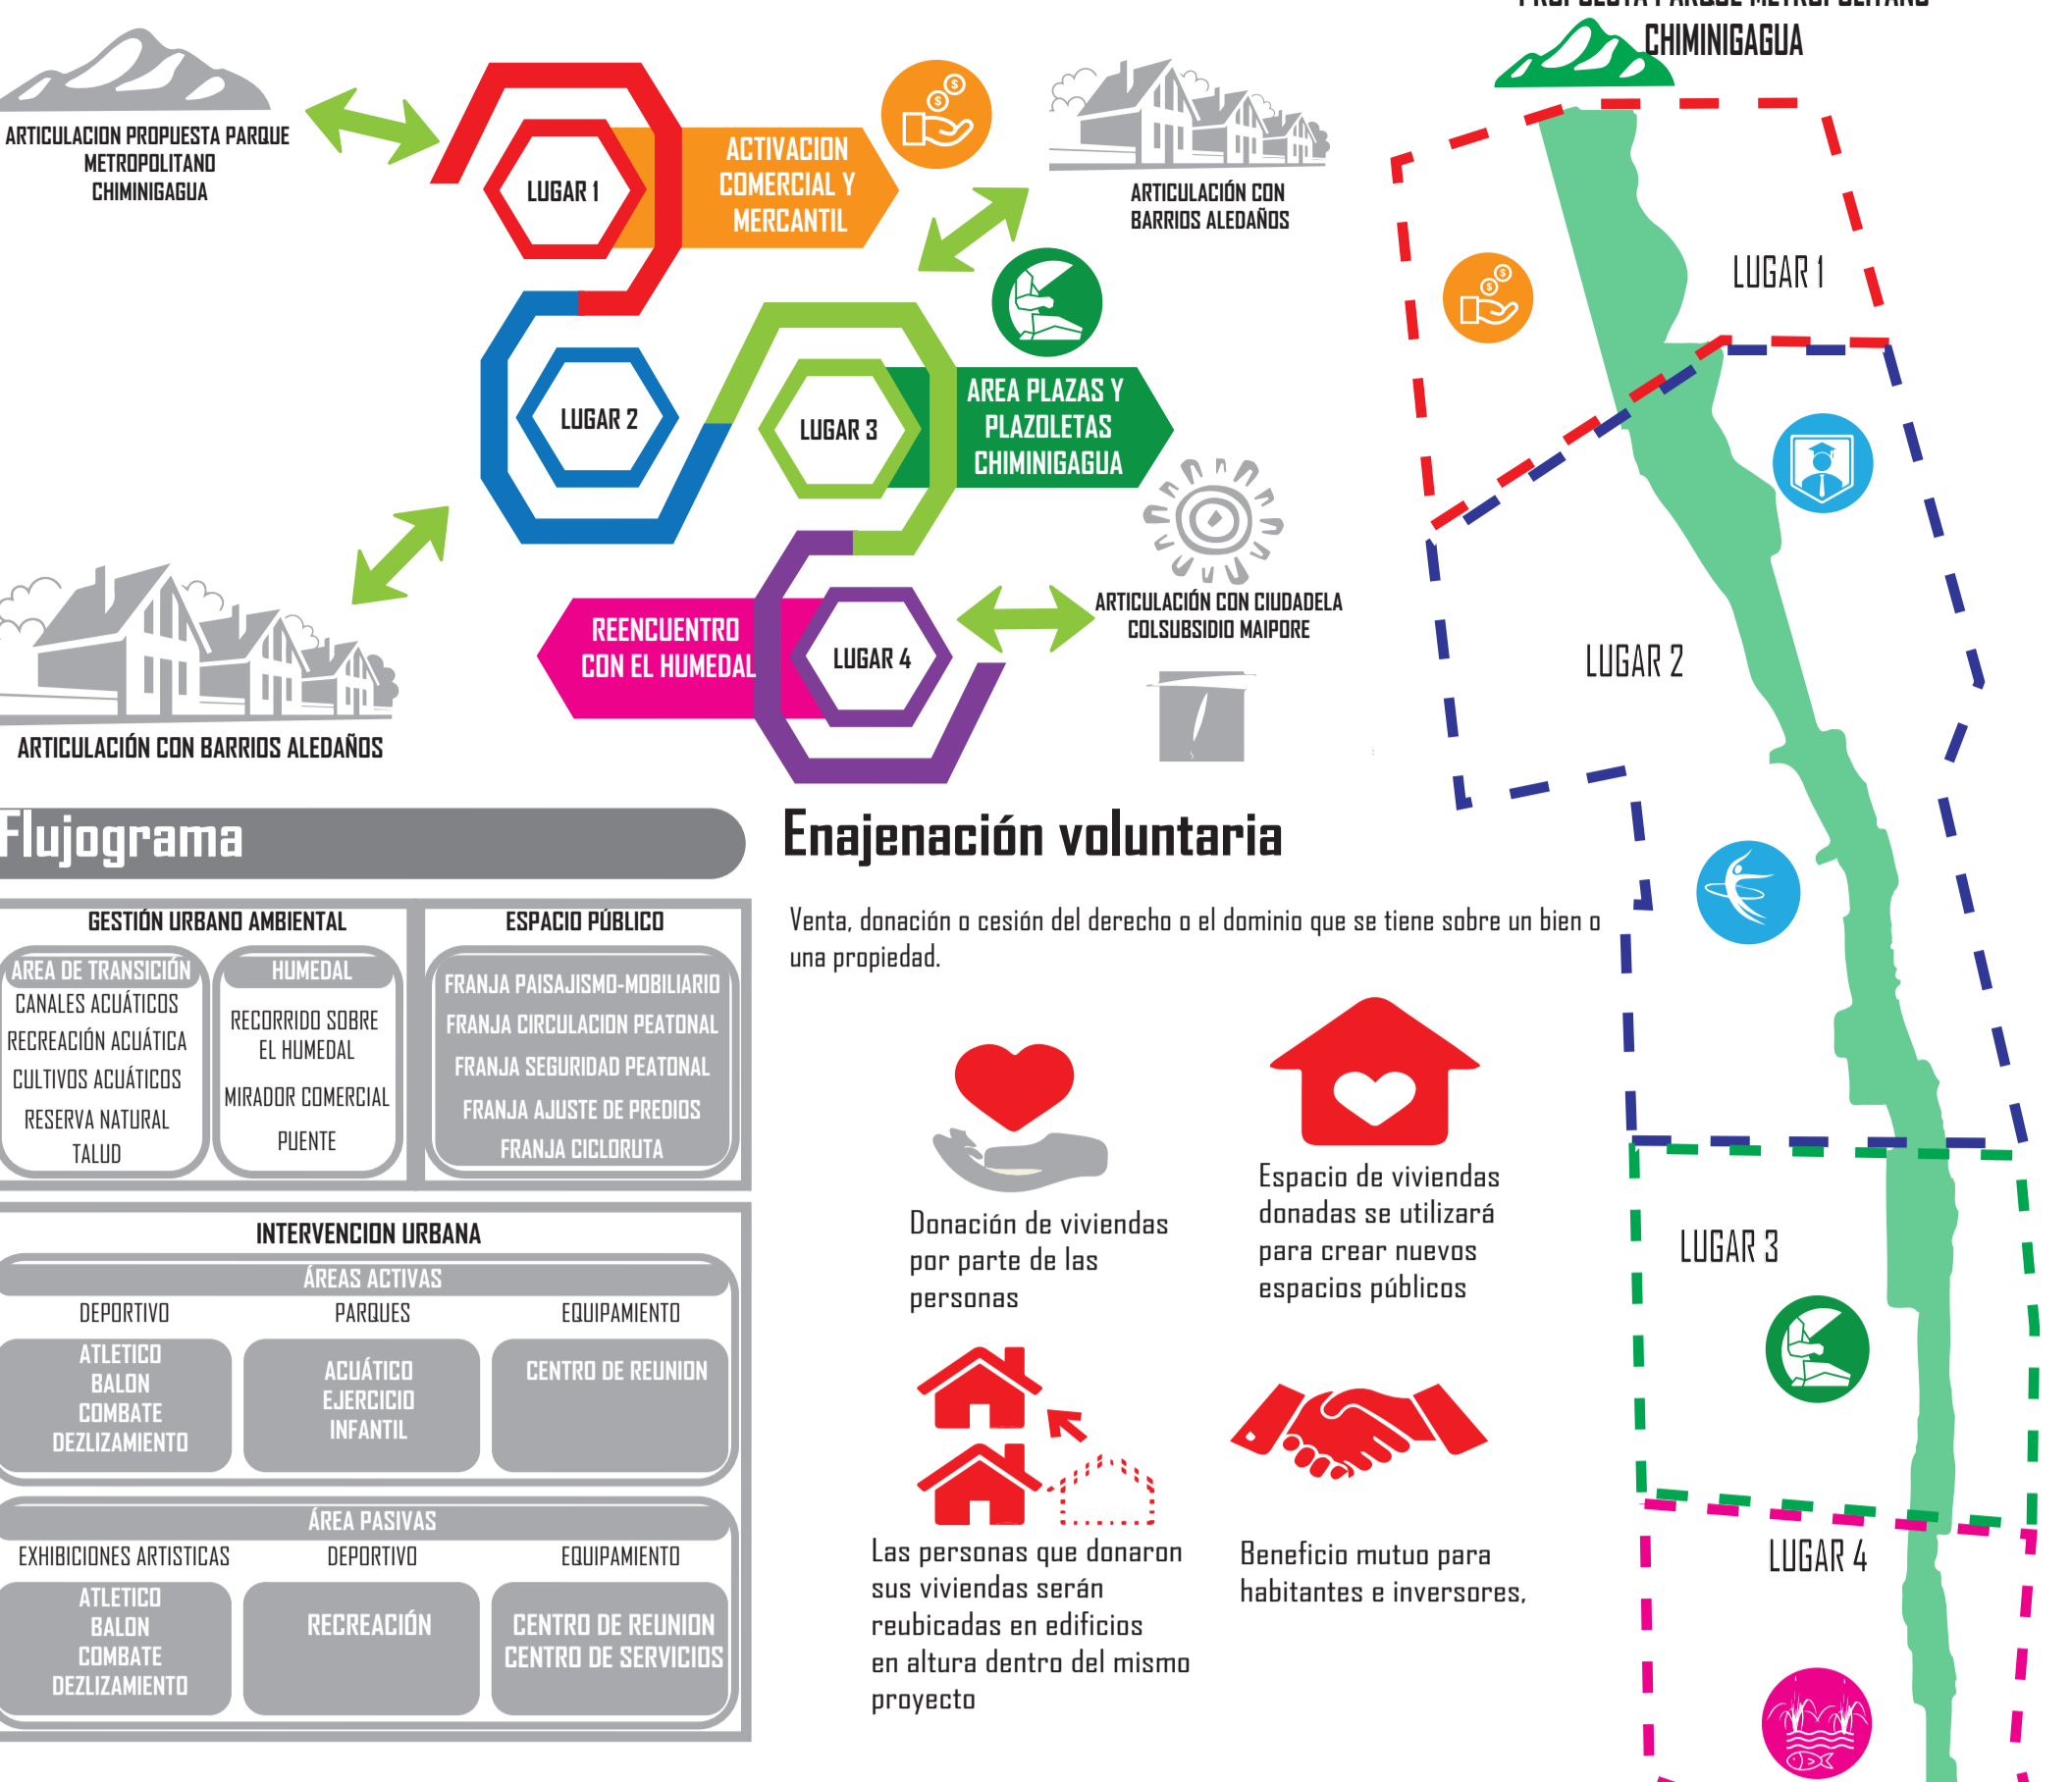 ARTICULACION PROPUESTA PARQUE
METROPOLITANO
CHIMINIGAGUA
LUGAR 1
ACTIVACION
COMERCIAL Y
MERCANTIL
ARTICULACIÓN CON
BARRIOS ALEDAÑOS
LUGAR 2
LUGAR 3
AREA PLAZAS Y
PLAZOLETAS
CHIMINIGAGUA
REENCUENTRO
CON EL HUMEDAL
LUGAR 4
ARTICULACIÓN CON CIUDADELA
COLSUBSIDIO MAIPORE
ARTICULACIÓN CON BARRIOS ALEDAÑOS
PROPUESTA PARQUE METROPOLITANO
CHIMINIGAGUA
LUGAR 1
LUGAR 2
LUGAR 3
LUGAR 4
Flujograma
GESTIÓN URBANO AMBIENTAL
AREA DE TRANSICIÓN
CANALES ACUÁTICOS
RECREACIÓN ACUÁTICA
CULTIVOS ACUÁTICOS
RESERVA NATURAL
TALUD
HUMEDAL
RECORRIDO SOBRE
EL HUMEDAL
MIRADOR COMERCIAL
PUENTE
ESPACIO PÚBLICO
FRANJA PAISAJISMO-MOBILIARIO
FRANJA CIRCULACION PEATONAL
FRANJA SEGURIDAD PEATONAL
FRANJA AJUSTE DE PREDIOS
FRANJA CICLORUTA
INTERVENCION URBANA
ÁREAS ACTIVAS
DEPORTIVO
ATLETICO
BALON
COMBATE
DEZLIZAMIENTO
PARQUES
ACUÁTICO
EJERCICIO
INFANTIL
EQUIPAMIENTO
CENTRO DE REUNION
ÁREA PASIVAS
EXHIBICIONES ARTISTICAS
ATLETICO
BALON
COMBATE
DEZLIZAMIENTO
DEPORTIVO
RECREACIÓN
EQUIPAMIENTO
CENTRO DE REUNION
CENTRO DE SERVICIOS
Enajenación voluntaria
Venta, donación o cesión del derecho o el dominio que se tiene sobre un bien o
una propiedad.
Donación de viviendas
por parte de las
personas
Espacio de viviendas
donadas se utilizará
para crear nuevos
espacios públicos
Las personas que donaron
sus viviendas serán
reubicadas en edificios
en altura dentro del mismo
proyecto
Beneficio mutuo para
habitantes e inversores,